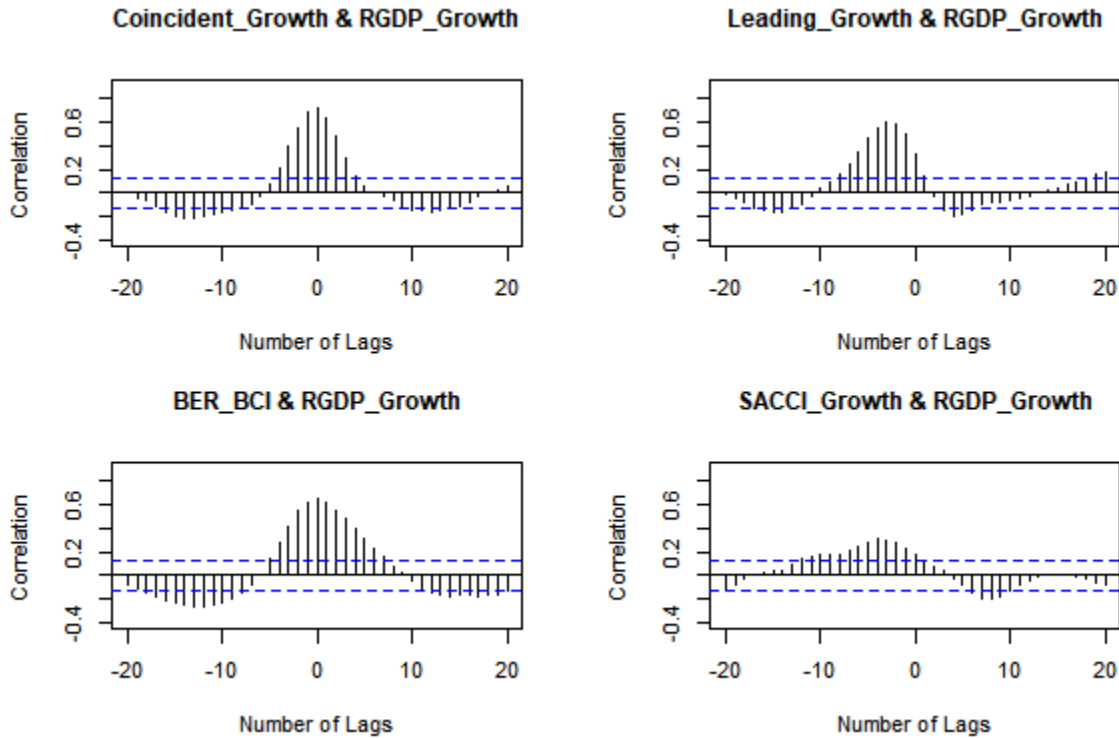 Coincident_Growth & RGDP_Growth
Correlation
-0.4 0.2 0.6
-20 -10 0 10 20
Number of Lags
Leading_Growth & RGDP_Growth
Correlation
-0.4 0.2 0.6
-20 -10 0 10 20
Number of Lags
BER_BCI & RGDP_Growth
Correlation
-0.4 0.2 0.6
-20 -10 0 10 20
Number of Lags
SACCI_Growth & RGDP_Growth
Correlation
-0.4 0.2 0.6
-20 -10 0 10 20
Number of Lags